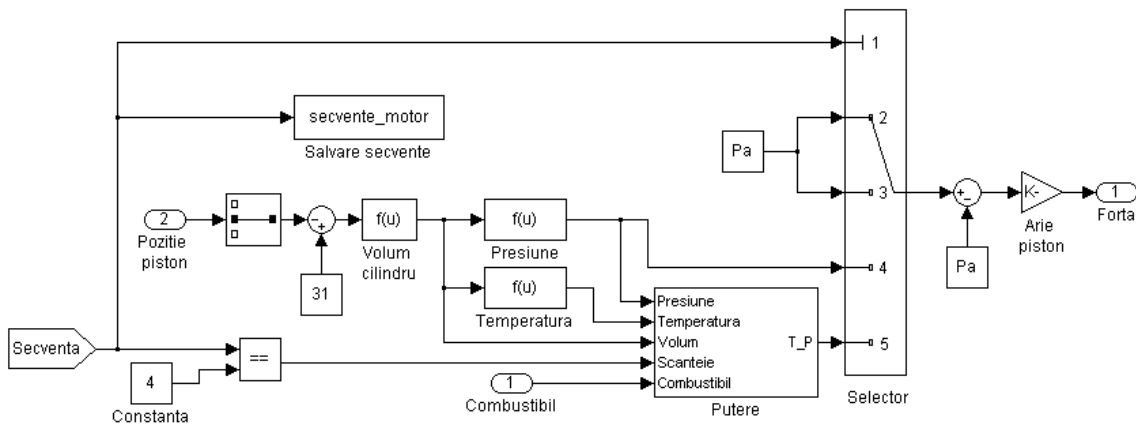 1
secvente_motor
Salvare secvente
2
Pa
3
+
-
K-
1
Forta
Arie
piston
2
Pozitie
piston
-
+
f(u)
Volum
cilindru
f(u)
Presiune
4
Pa
31
f(u)
Temperatura
Presiune
Temperatura
Volum
Scanteie
Combustibil
T_P
5
Secventa
==
4
Constanta
1
Combustibil
Putere
Selector